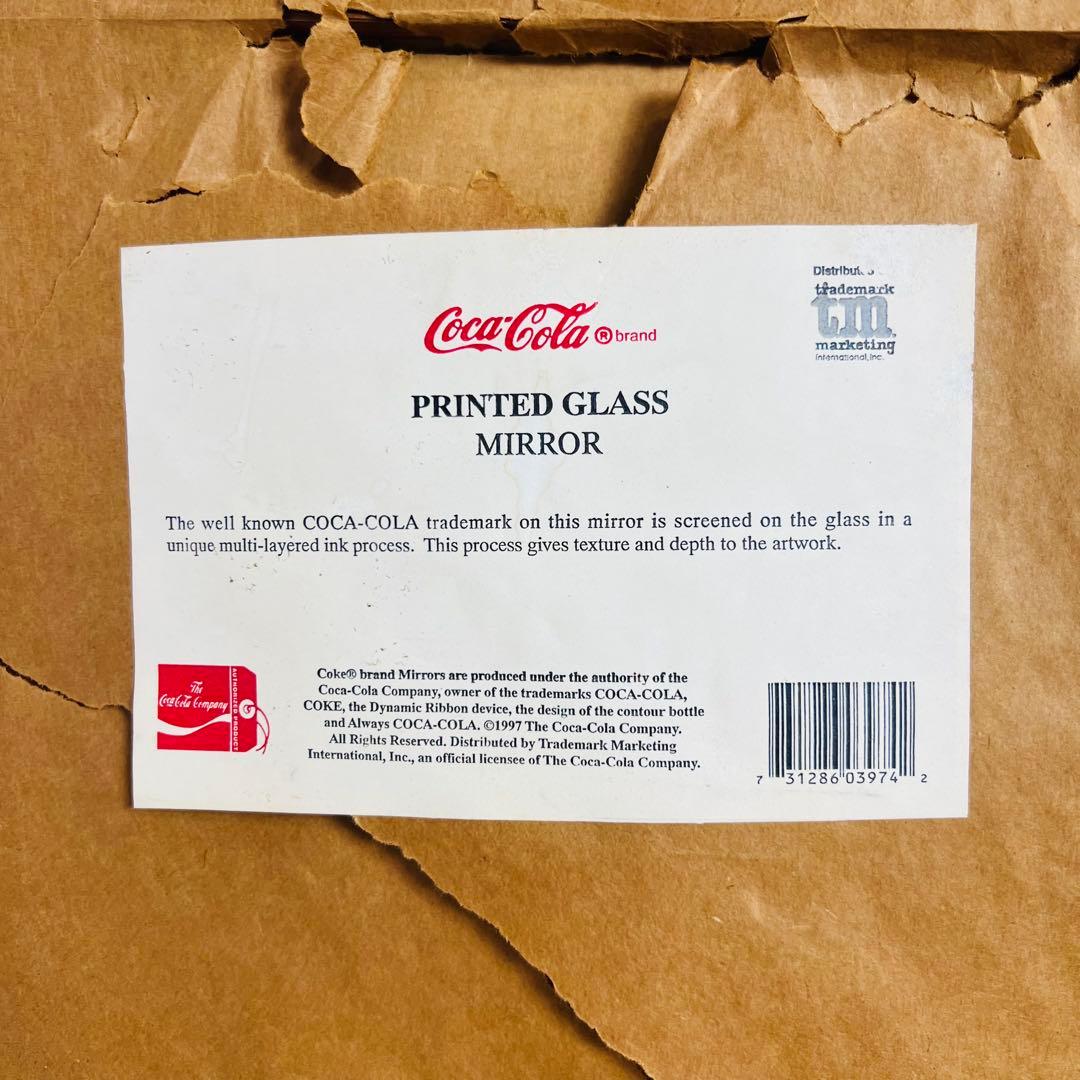 Coca-Cola ® brand
trademark
tm
marketing
International, Inc.
PRINTED GLASS
MIRROR
The well known COCA-COLA trademark on this mirror is screened on the glass in a
unique multi-layered ink process. This process gives texture and depth to the artwork.
The
Coca-Cola Company
AUTHORIZED PRODUCT
Coke® brand Mirrors are produced under the authority of the
Coca-Cola Company, owner of the trademarks COCA-COLA,
COKE, the Dynamic Ribbon device, the design of the contour bottle
and Always COCA-COLA. ©1997 The Coca-Cola Company.
All Rights Reserved. Distributed by Trademark Marketing
International, Inc., an official licensee of The Coca-Cola Company.
7 31286 03974 2